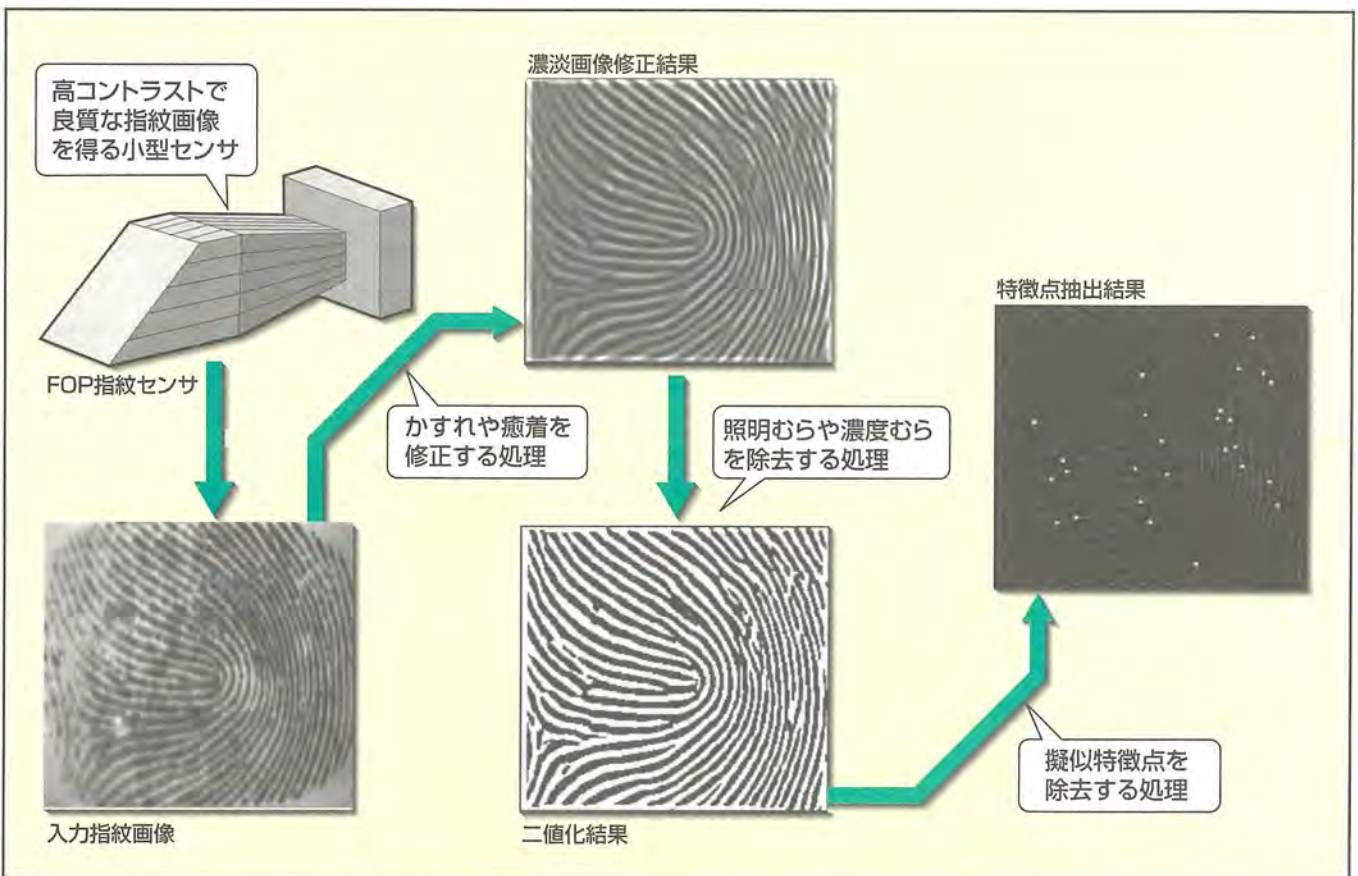 高コントラストで
良質な指紋画像
を得る小型センサ
FOP指紋センサ
入力指紋画像
かすれや癒着を
修正する処理
濃淡画像修正結果
照明むらや濃度むら
を除去する処理
二値化結果
擬似特徴点を
除去する処理
特徴点抽出結果